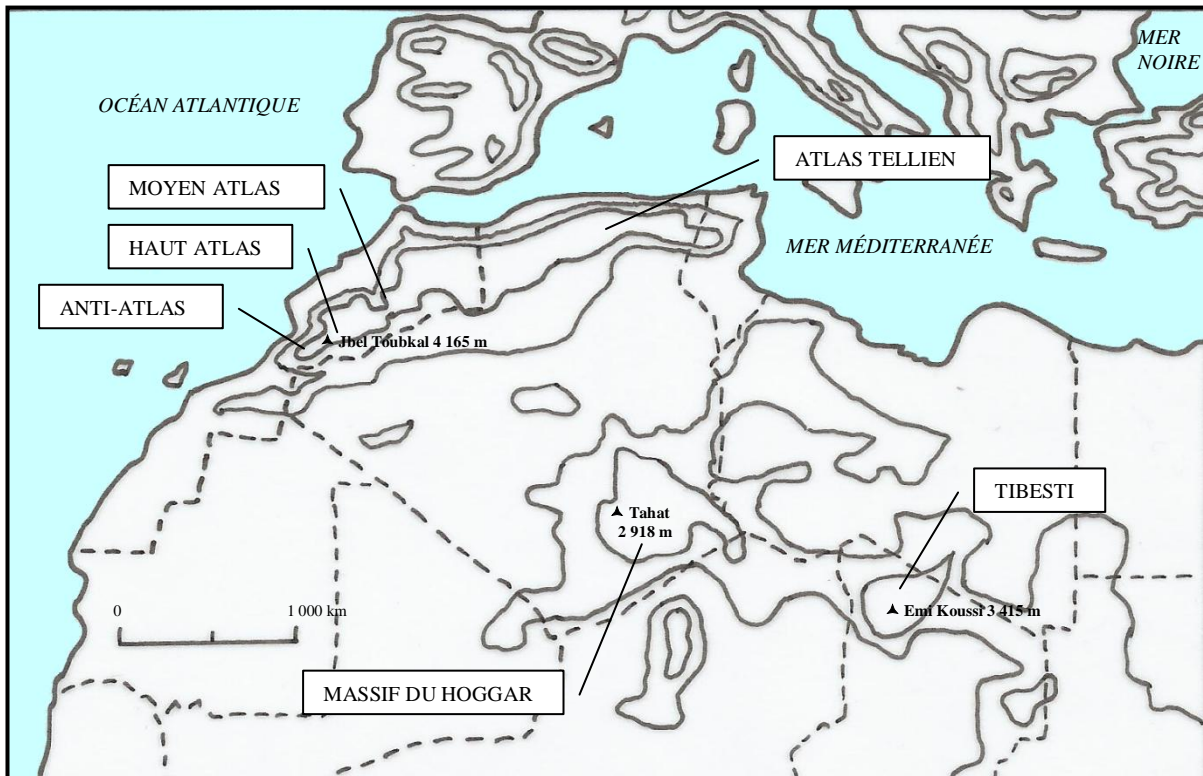 MER
NOIRE
OCÉAN ATLANTIQUE
ATLAS TELLIEN
MOYEN ATLAS
HAUT ATLAS
MER MÉDITERRANÉE
ANTI-ATLAS
Jbel Toubkal 4 165 m
TIBESTI
Tahat
2 918 m
0 1 000 km
Emi Koussi 3 415 m
MASSIF DU HOGGAR